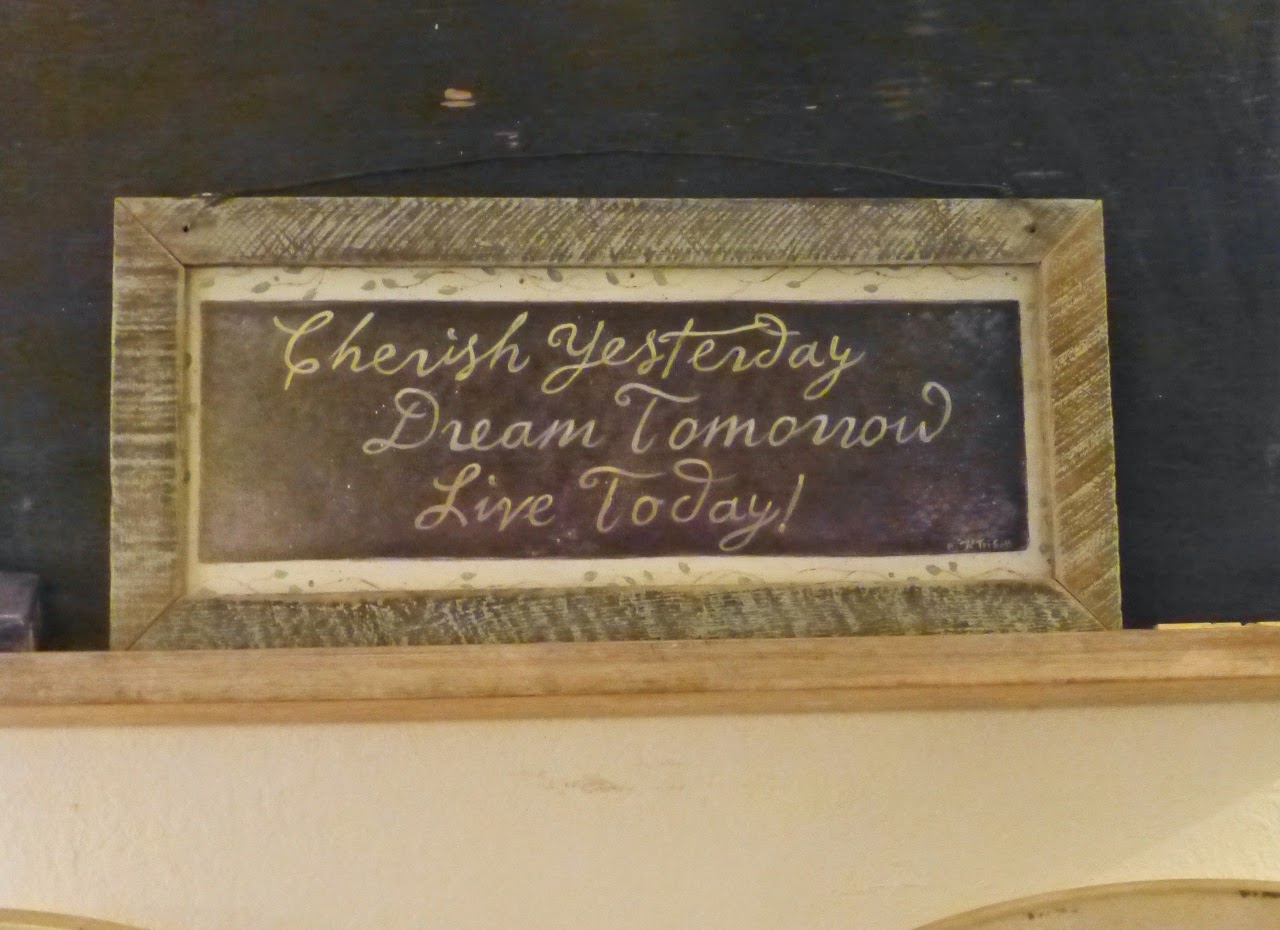 Cherish Yesterday
Dream Tomorrow
Live Today!